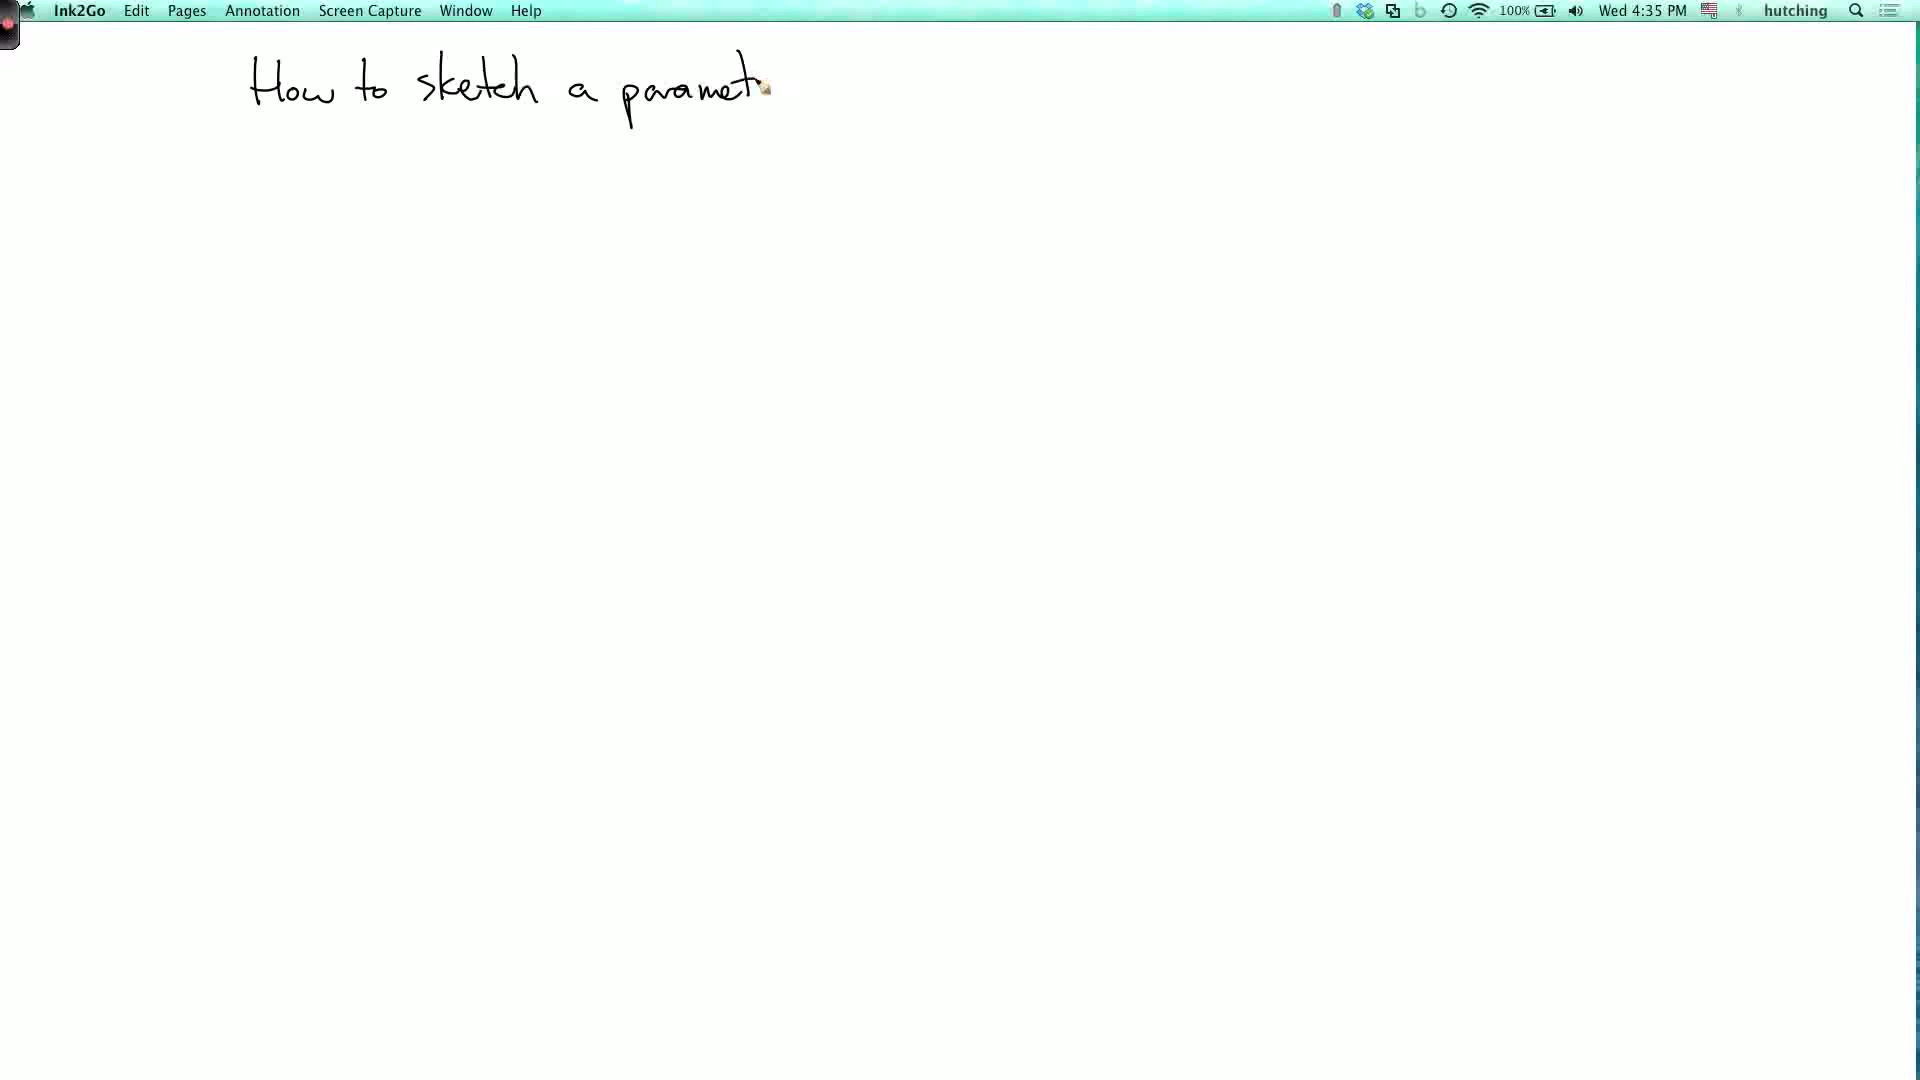 Ink2Go Edit Pages Annotation Screen Capture Window Help 100% Wed 4:35 PM hutching
How to sketch a paramet